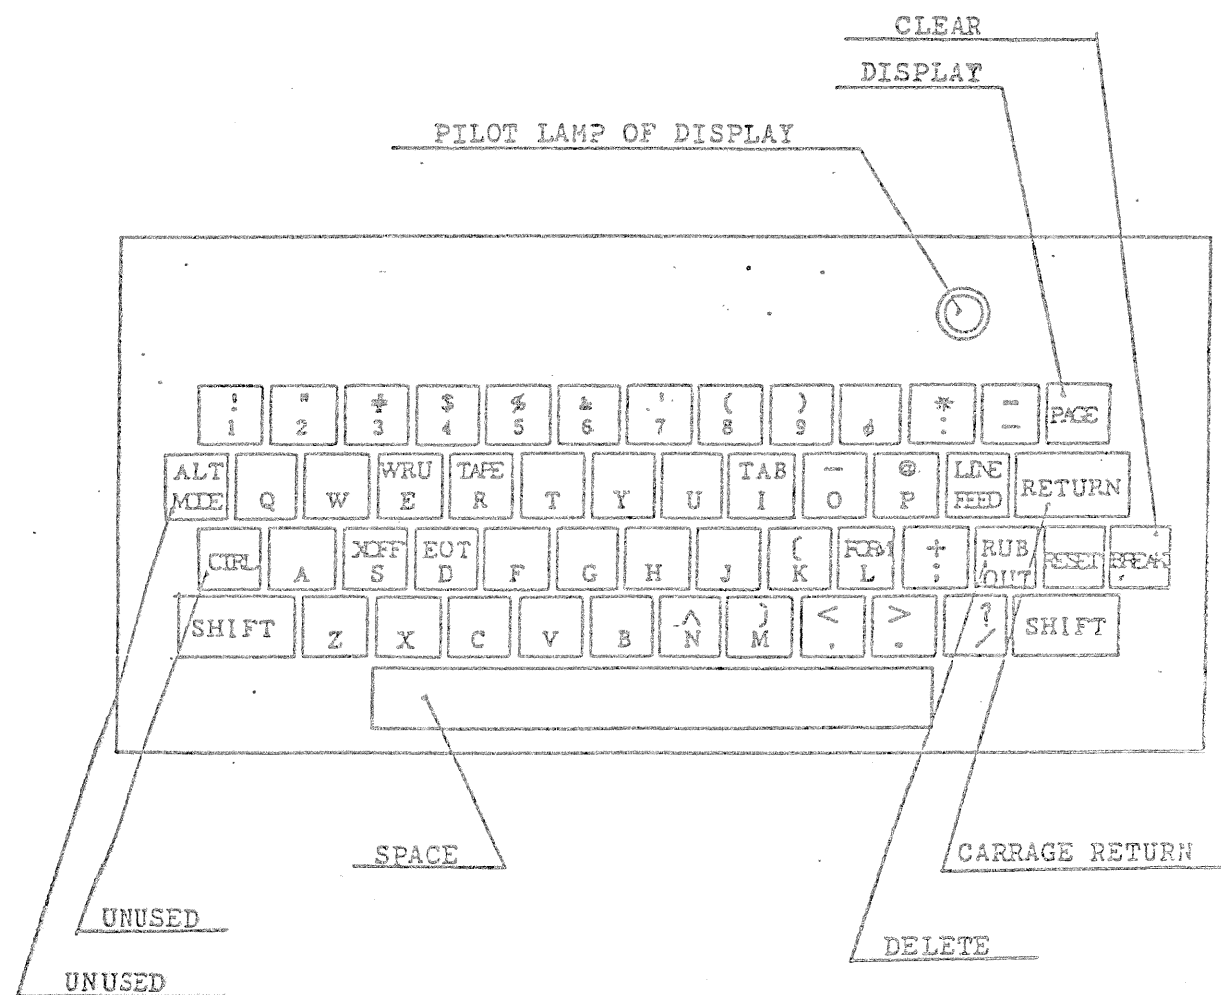 CLEAR
DISPLAY
PILOT LAMP OF DISPLAY
! " # $ % & ' ( ) * =
1 2 3 4 5 6 7 8 9 ø : - PAGE
ALT WRU TAPE TAB — @ LINE
MODE Q W E R T Y U I O P FEED RETURN
XOFF EOT ( FORM + RUB
CTRL A S D F G H J K L ; OUT RESET BREAK
^ ) < > ?
SHIFT Z X C V B N M , . / SHIFT
SPACE
CARRAGE RETURN
UNUSED
DELETE
UNUSED